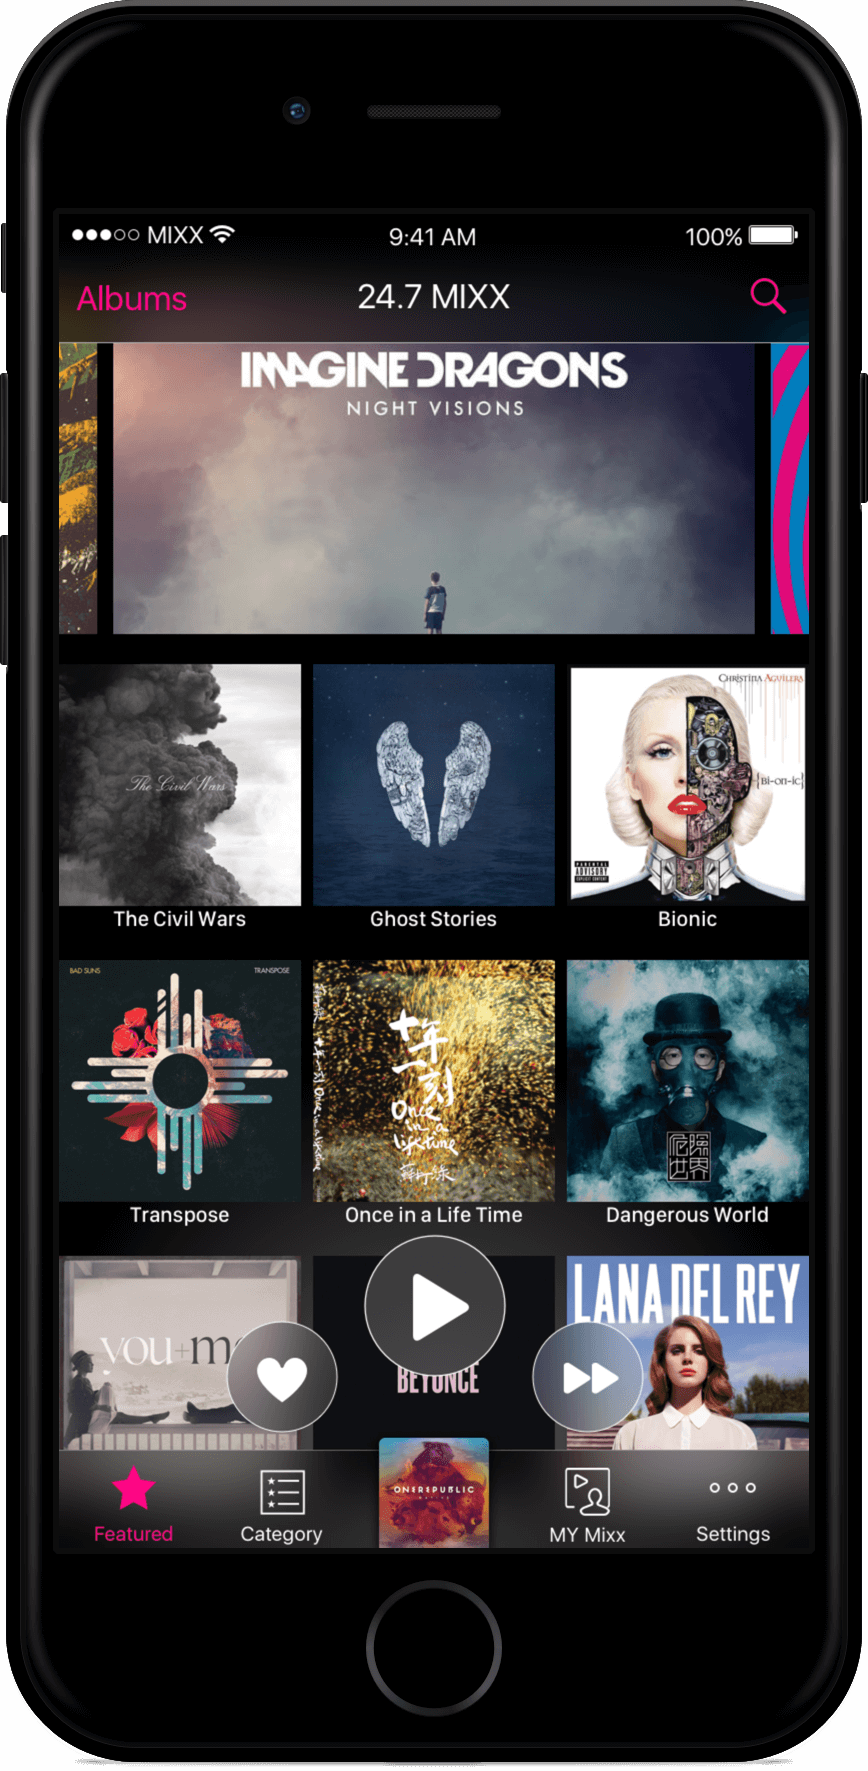 MIXX
9:41 AM
100%
Albums
24.7 MIXX
IMAGINE DRAGONS
NIGHT VISIONS
The Civil Wars
CHRISTINA AGUILERA
{Bi-on-ic}
PARENTAL
ADVISORY
EXPLICIT CONTENT
The Civil Wars
Ghost Stories
Bionic
BAD SUNS
TRANSPOSE
十年
一刻
Once
in a
lifetime
危險
世界
Transpose
Once in a Life Time
Dangerous World
you+me
BEYONCÉ
LANA DEL REY
ONEREPUBLIC
NATIVE
Featured
Category
MY Mixx
Settings